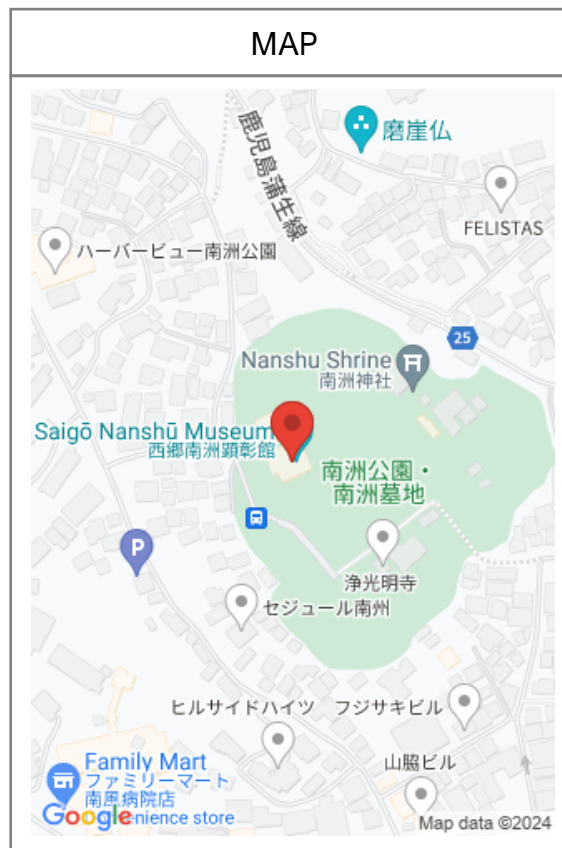 MAP
鹿児島蒲生線
磨崖仏
FELISTAS
ハーバービュー南洲公園
25
Nanshu Shrine
南洲神社
Saigō Nanshū Museum
西郷南洲顕彰館
南洲公園・
南洲墓地
P
浄光明寺
セジュール南州
ヒルサイドハイツ
フジサキビル
Family Mart
ファミリーマート
南風病院店
山脇ビル
Google
nience store
Map data ©2024